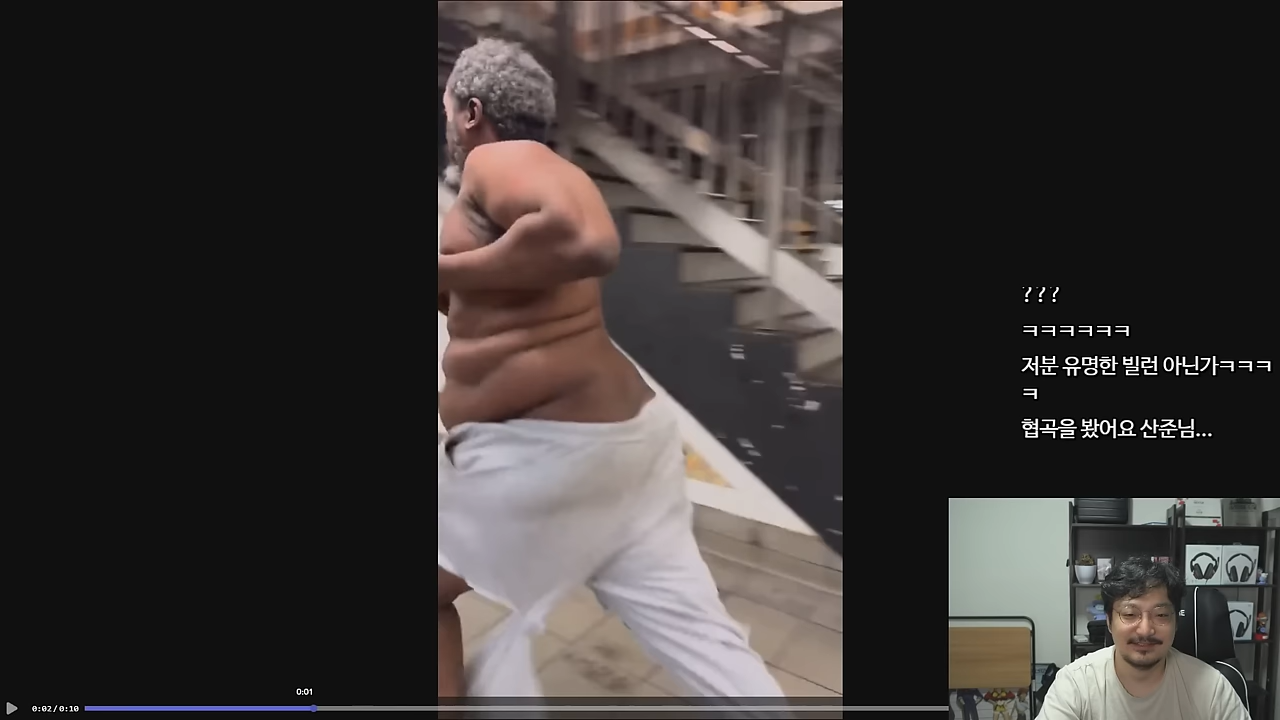 ???
ㅋㅋㅋㅋㅋㅋ
저분 유명한 빌런 아닌가ㅋㅋㅋ
ㅋ
협곡을 봤어요 산준님...
0:01
0:02/0:10